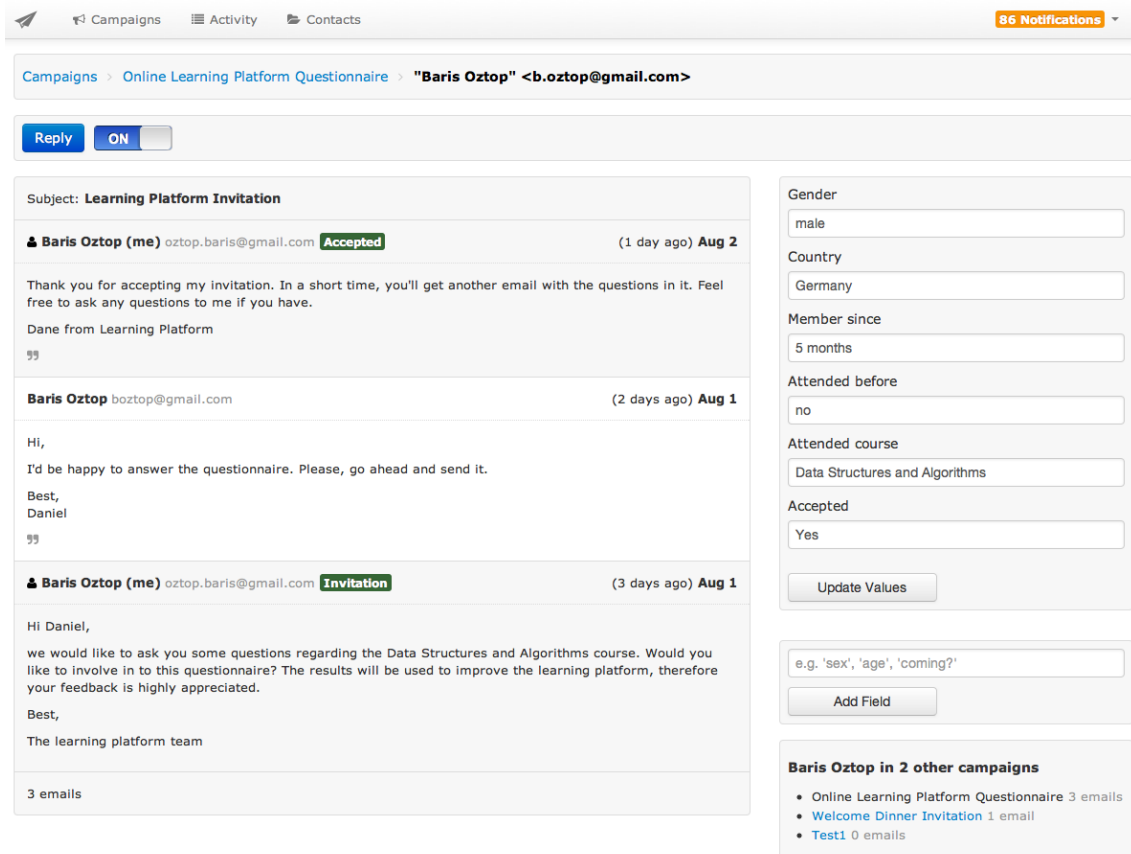 Campaigns Activity Contacts 86 Notifications
Campaigns > Online Learning Platform Questionnaire > "Baris Oztop" <b.oztop@gmail.com>
Reply ON
Subject: Learning Platform Invitation
Baris Oztop (me) oztop.baris@gmail.com Accepted (1 day ago) Aug 2
Thank you for accepting my invitation. In a short time, you'll get another email with the questions in it. Feel
free to ask any questions to me if you have.
Dane from Learning Platform
Baris Oztop boztop@gmail.com (2 days ago) Aug 1
Hi,
I'd be happy to answer the questionnaire. Please, go ahead and send it.
Best,
Daniel
Baris Oztop (me) oztop.baris@gmail.com Invitation (3 days ago) Aug 1
Hi Daniel,
we would like to ask you some questions regarding the Data Structures and Algorithms course. Would you
like to involve in to this questionnaire? The results will be used to improve the learning platform, therefore
your feedback is highly appreciated.
Best,
The learning platform team
3 emails
Gender
male
Country
Germany
Member since
5 months
Attended before
no
Attended course
Data Structures and Algorithms
Accepted
Yes
Update Values
e.g. 'sex', 'age', 'coming?'
Add Field
Baris Oztop in 2 other campaigns
• Online Learning Platform Questionnaire 3 emails
• Welcome Dinner Invitation 1 email
• Test1 0 emails